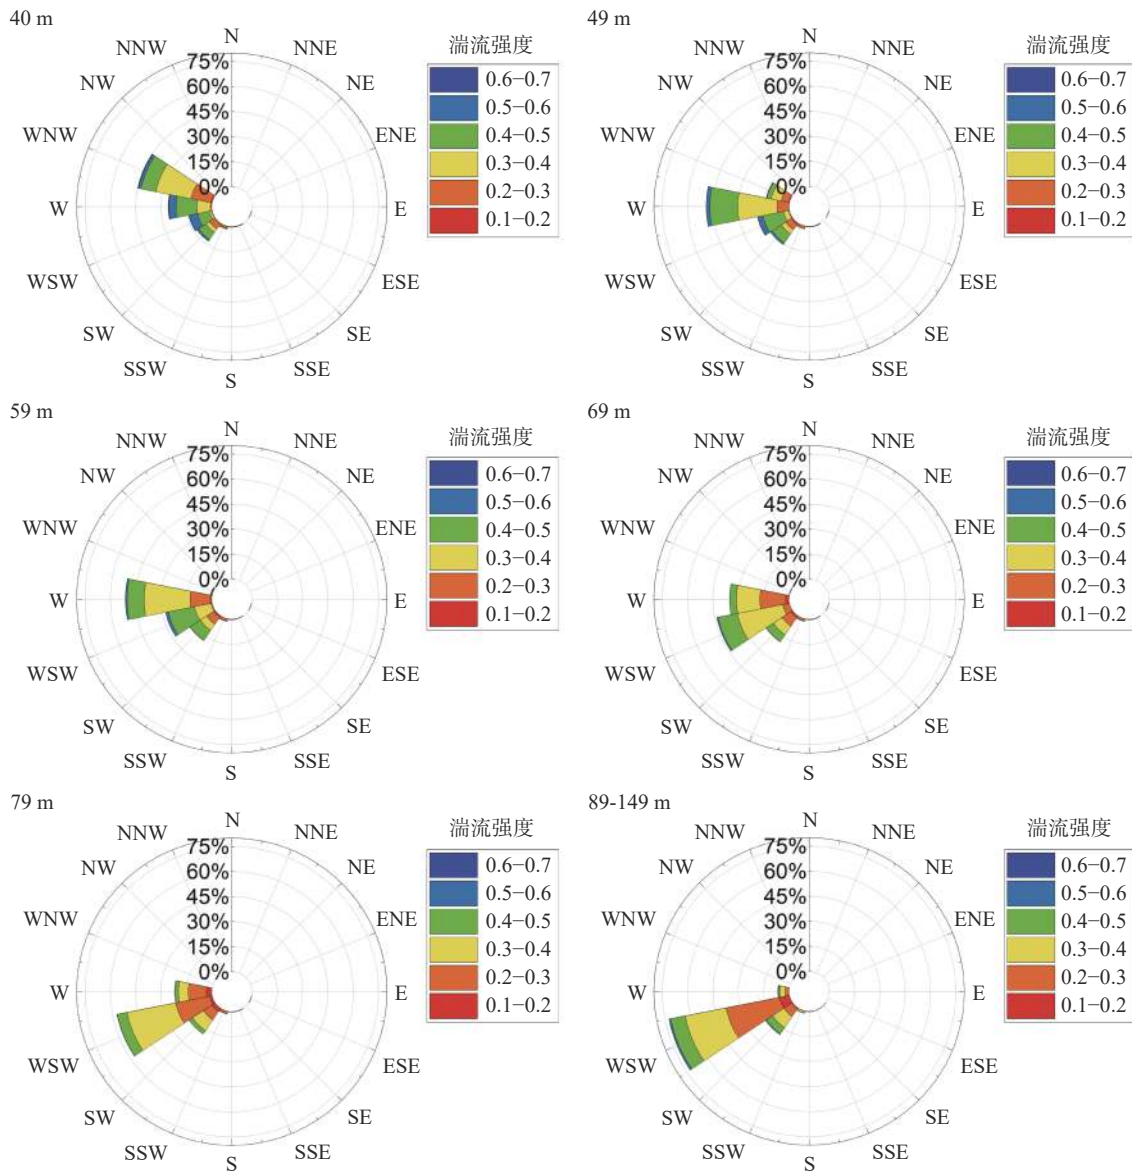 40 m
N
NNE
NE
ENE
E
ESE
SE
SSE
S
SSW
SW
WSW
W
WNW
NW
NNW
75%
60%
45%
30%
15%
0%
湍流强度
0.6−0.7
0.5−0.6
0.4−0.5
0.3−0.4
0.2−0.3
0.1−0.2
49 m
N
NNE
NE
ENE
E
ESE
SE
SSE
S
SSW
SW
WSW
W
WNW
NW
NNW
75%
60%
45%
30%
15%
0%
湍流强度
0.6−0.7
0.5−0.6
0.4−0.5
0.3−0.4
0.2−0.3
0.1−0.2
59 m
N
NNE
NE
ENE
E
ESE
SE
SSE
S
SSW
SW
WSW
W
WNW
NW
NNW
75%
60%
45%
30%
15%
0%
湍流强度
0.6−0.7
0.5−0.6
0.4−0.5
0.3−0.4
0.2−0.3
0.1−0.2
69 m
N
NNE
NE
ENE
E
ESE
SE
SSE
S
SSW
SW
WSW
W
WNW
NW
NNW
75%
60%
45%
30%
15%
0%
湍流强度
0.6−0.7
0.5−0.6
0.4−0.5
0.3−0.4
0.2−0.3
0.1−0.2
79 m
N
NNE
NE
ENE
E
ESE
SE
SSE
S
SSW
SW
WSW
W
WNW
NW
NNW
75%
60%
45%
30%
15%
0%
湍流强度
0.6−0.7
0.5−0.6
0.4−0.5
0.3−0.4
0.2−0.3
0.1−0.2
89-149 m
N
NNE
NE
ENE
E
ESE
SE
SSE
S
SSW
SW
WSW
W
WNW
NW
NNW
75%
60%
45%
30%
15%
0%
湍流强度
0.6−0.7
0.5−0.6
0.4−0.5
0.3−0.4
0.2−0.3
0.1−0.2